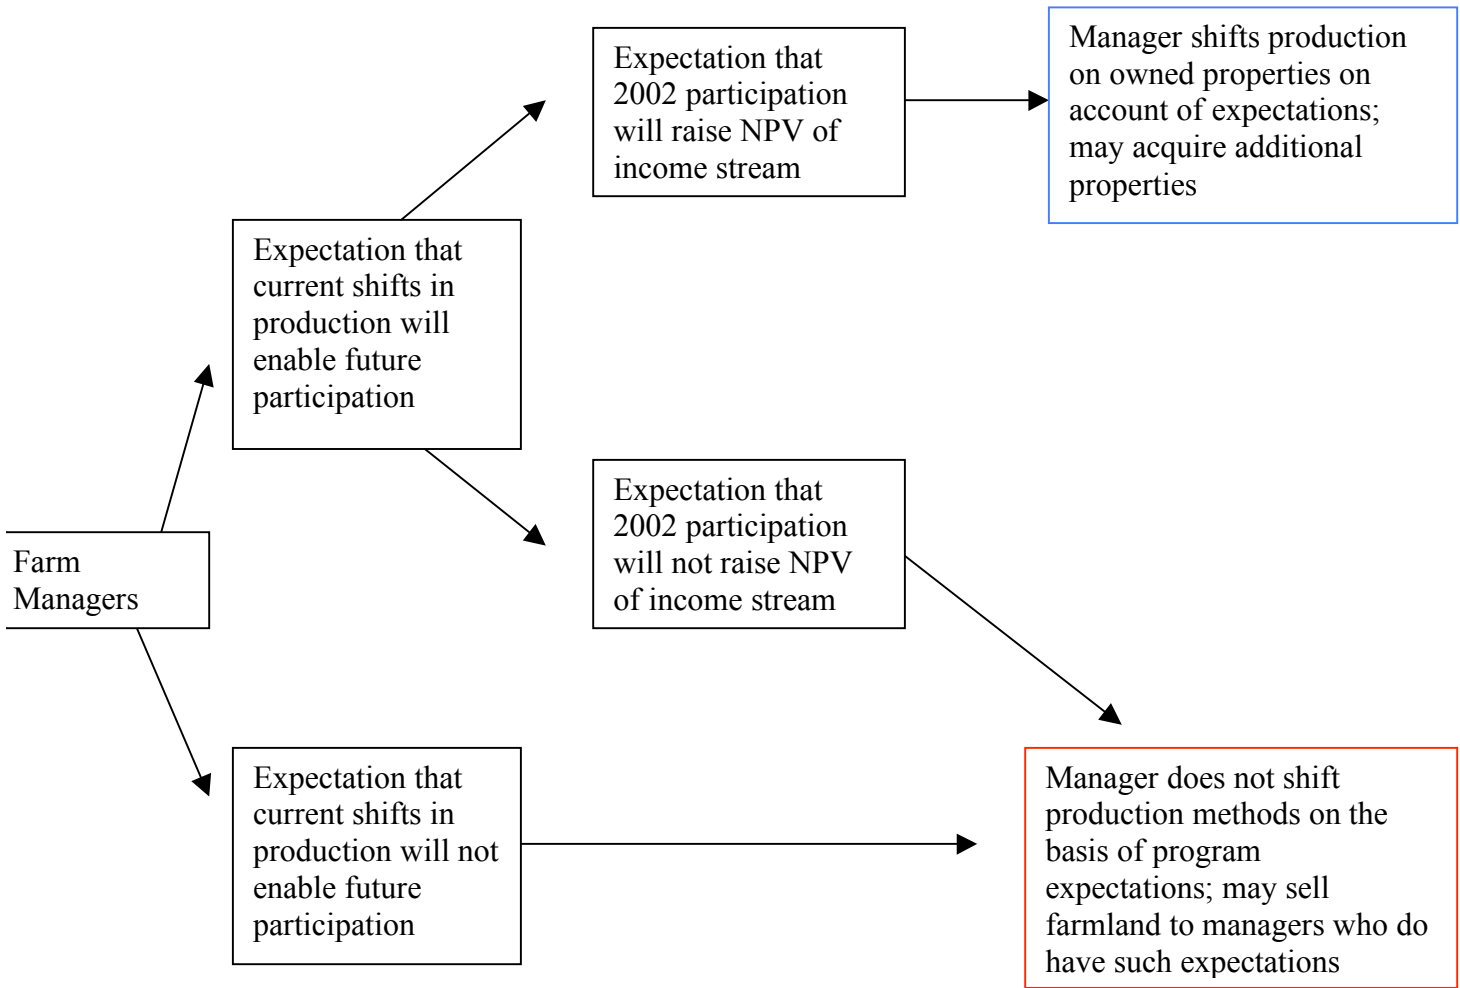 Expectation that
2002 participation
will raise NPV of
income stream
Manager shifts production
on owned properties on
account of expectations;
may acquire additional
properties
Expectation that
current shifts in
production will
enable future
participation
Expectation that
2002 participation
will not raise NPV
of income stream
Farm
Managers
Expectation that
current shifts in
production will not
enable future
participation
Manager does not shift
production methods on the
basis of program
expectations; may sell
farmland to managers who do
have such expectations